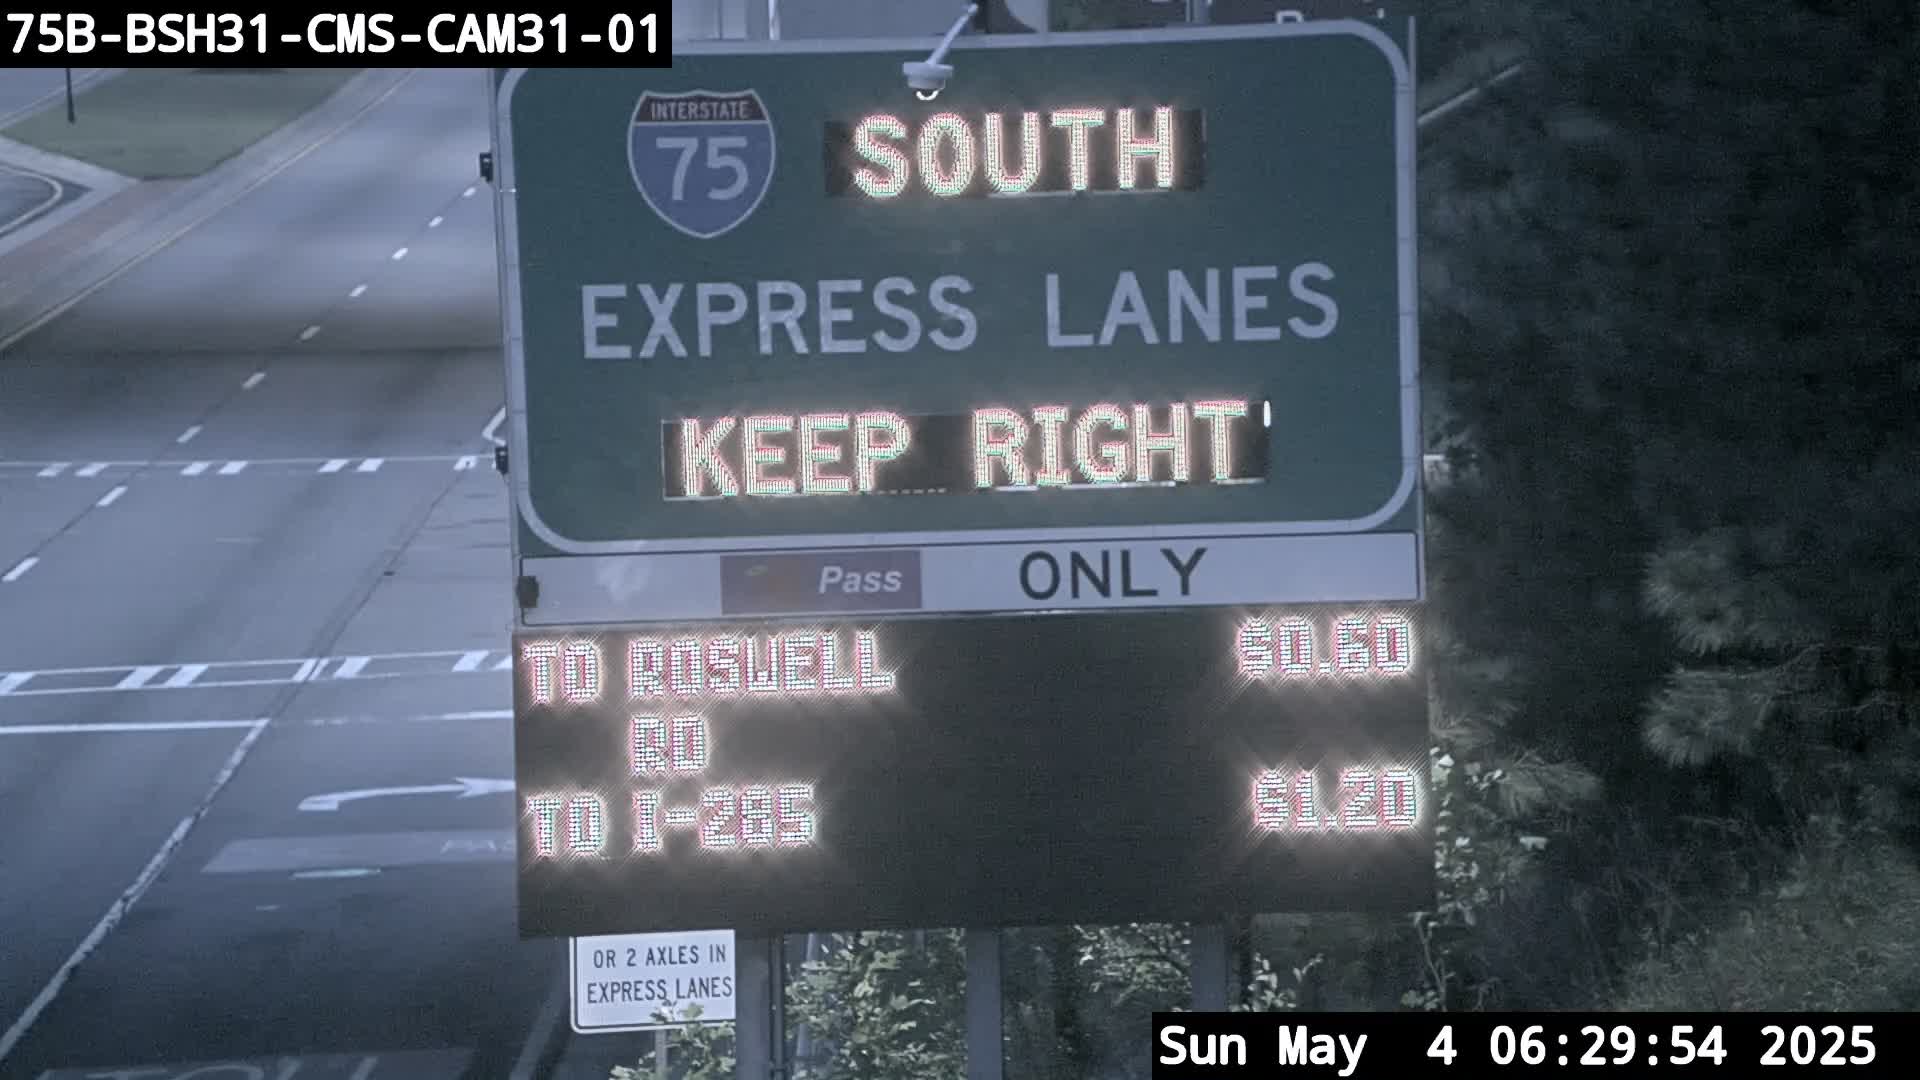 75B-BSH31-CMS-CAM31-01
INTERSTATE
75
SOUTH
EXPRESS LANES
KEEP RIGHT
Pass
ONLY
TO ROSWELL $0.60
RD
TO I-285 $1.20
OR 2 AXLES IN
EXPRESS LANES
Sun May 4 06:29:54 2025